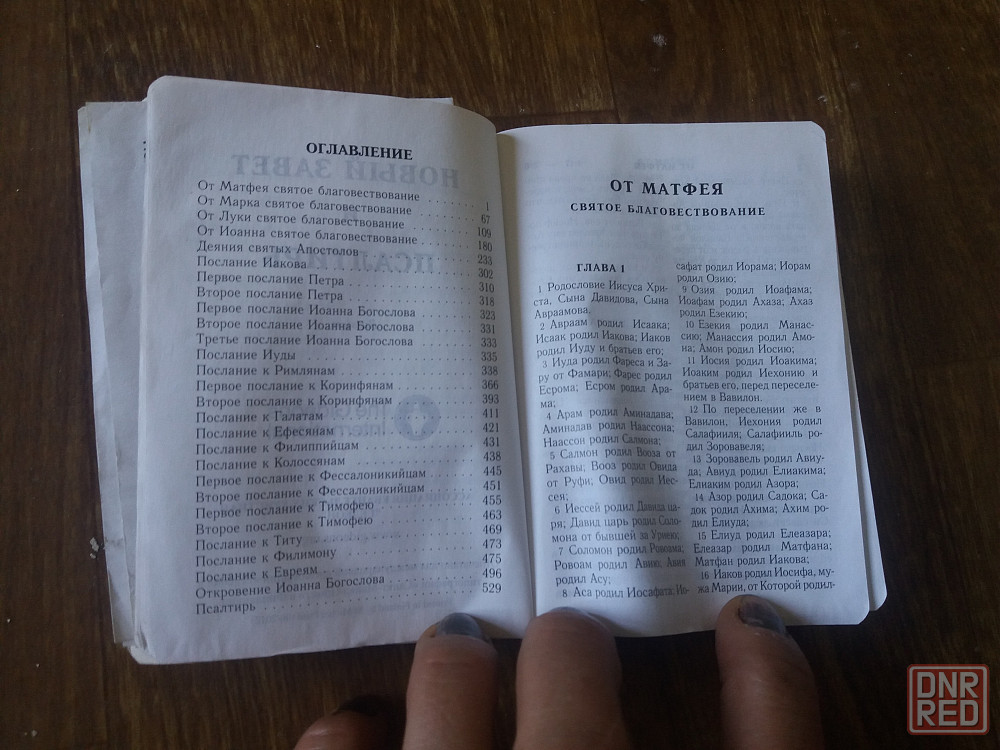 ОГЛАВЛЕНИЕ
От Матфея святое благовествование . . . . . . 1
От Марка святое благовествование . . . . . . 67
От Луки святое благовествование . . . . . . 109
От Иоанна святое благовествование . . . . . . 180
Деяния святых Апостолов . . . . . . 233
Послание Иакова . . . . . . 302
Первое послание Петра . . . . . . 310
Второе послание Петра . . . . . . 318
Первое послание Иоанна Богослова . . . . . . 323
Второе послание Иоанна Богослова . . . . . . 331
Третье послание Иоанна Богослова . . . . . . 333
Послание Иуды . . . . . . 335
Послание к Римлянам . . . . . . 338
Первое послание к Коринфянам . . . . . . 366
Второе послание к Коринфянам . . . . . . 393
Послание к Галатам . . . . . . 411
Послание к Ефесянам . . . . . . 421
Послание к Филиппийцам . . . . . . 431
Послание к Колоссянам . . . . . . 438
Первое послание к Фессалоникийцам . . . . . . 445
Второе послание к Фессалоникийцам . . . . . . 451
Первое послание к Тимофею . . . . . . 455
Второе послание к Тимофею . . . . . . 463
Послание к Титу . . . . . . 469
Послание к Филимону . . . . . . 473
Послание к Евреям . . . . . . 475
Откровение Иоанна Богослова . . . . . . 496
Псалтирь . . . . . . 529
ОТ МАТФЕЯ
СВЯТОЕ БЛАГОВЕСТВОВАНИЕ
ГЛАВА 1
1 Родословие Иисуса Хри-
ста, Сына Давидова, Сына
Авраамова.
2 Авраам родил Исаака;
Исаак родил Иакова; Иаков
родил Иуду и братьев его;
3 Иуда родил Фареса и За-
ру от Фамари; Фарес родил
Есрома; Есром родил Ара-
ма;
4 Арам родил Аминадава;
Аминадав родил Наассона;
Наассон родил Салмона;
5 Салмон родил Вооза от
Рахавы; Вооз родил Овида
от Руфи; Овид родил Иес-
сея;
6 Иессей родил Давида ца-
ря; Давид царь родил Соло-
мона от бывшей за Уриею;
7 Соломон родил Ровоама;
Ровоам родил Авию; Авия
родил Асу;
8 Аса родил Иосафата; Ио-
сафат родил Иорама; Иорам
родил Озию;
9 Озия родил Иоафама;
Иоафам родил Ахаза; Ахаз
родил Езекию;
10 Езекия родил Манас-
сию; Манассия родил Амо-
на; Амон родил Иосию;
11 Иосия родил Иоакима;
Иоаким родил Иехонию и
братьев его, перед переселе-
нием в Вавилон.
12 По переселении же в
Вавилон, Иехония родил
Салафииля; Салафииль ро-
дил Зоровавеля;
13 Зоровавель родил Авиу-
да; Авиуд родил Елиакима;
Елиаким родил Азора;
14 Азор родил Садока; Са-
док родил Ахима; Ахим ро-
дил Елиуда;
15 Елиуд родил Елеазара;
Елеазар родил Матфана;
Матфан родил Иакова;
16 Иаков родил Иосифа, му-
жа Марии, от Которой родил-
DNR
RED